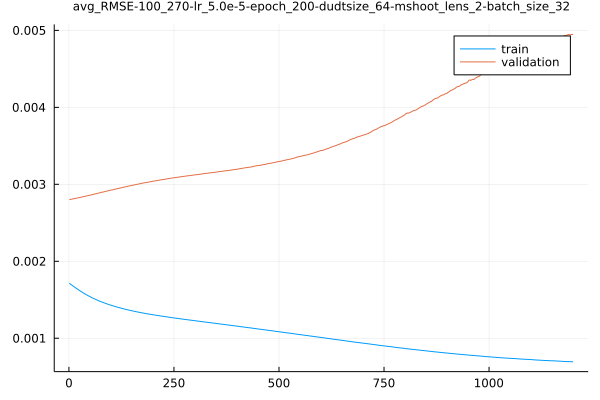 avg_RMSE-100_270-lr_5.0e-5-epoch_200-dudtsize_64-mshoot_lens_2-batch_size_32
0.005
train
validation
0.004
0.003
0.002
0.001
0 250 500 750 1000